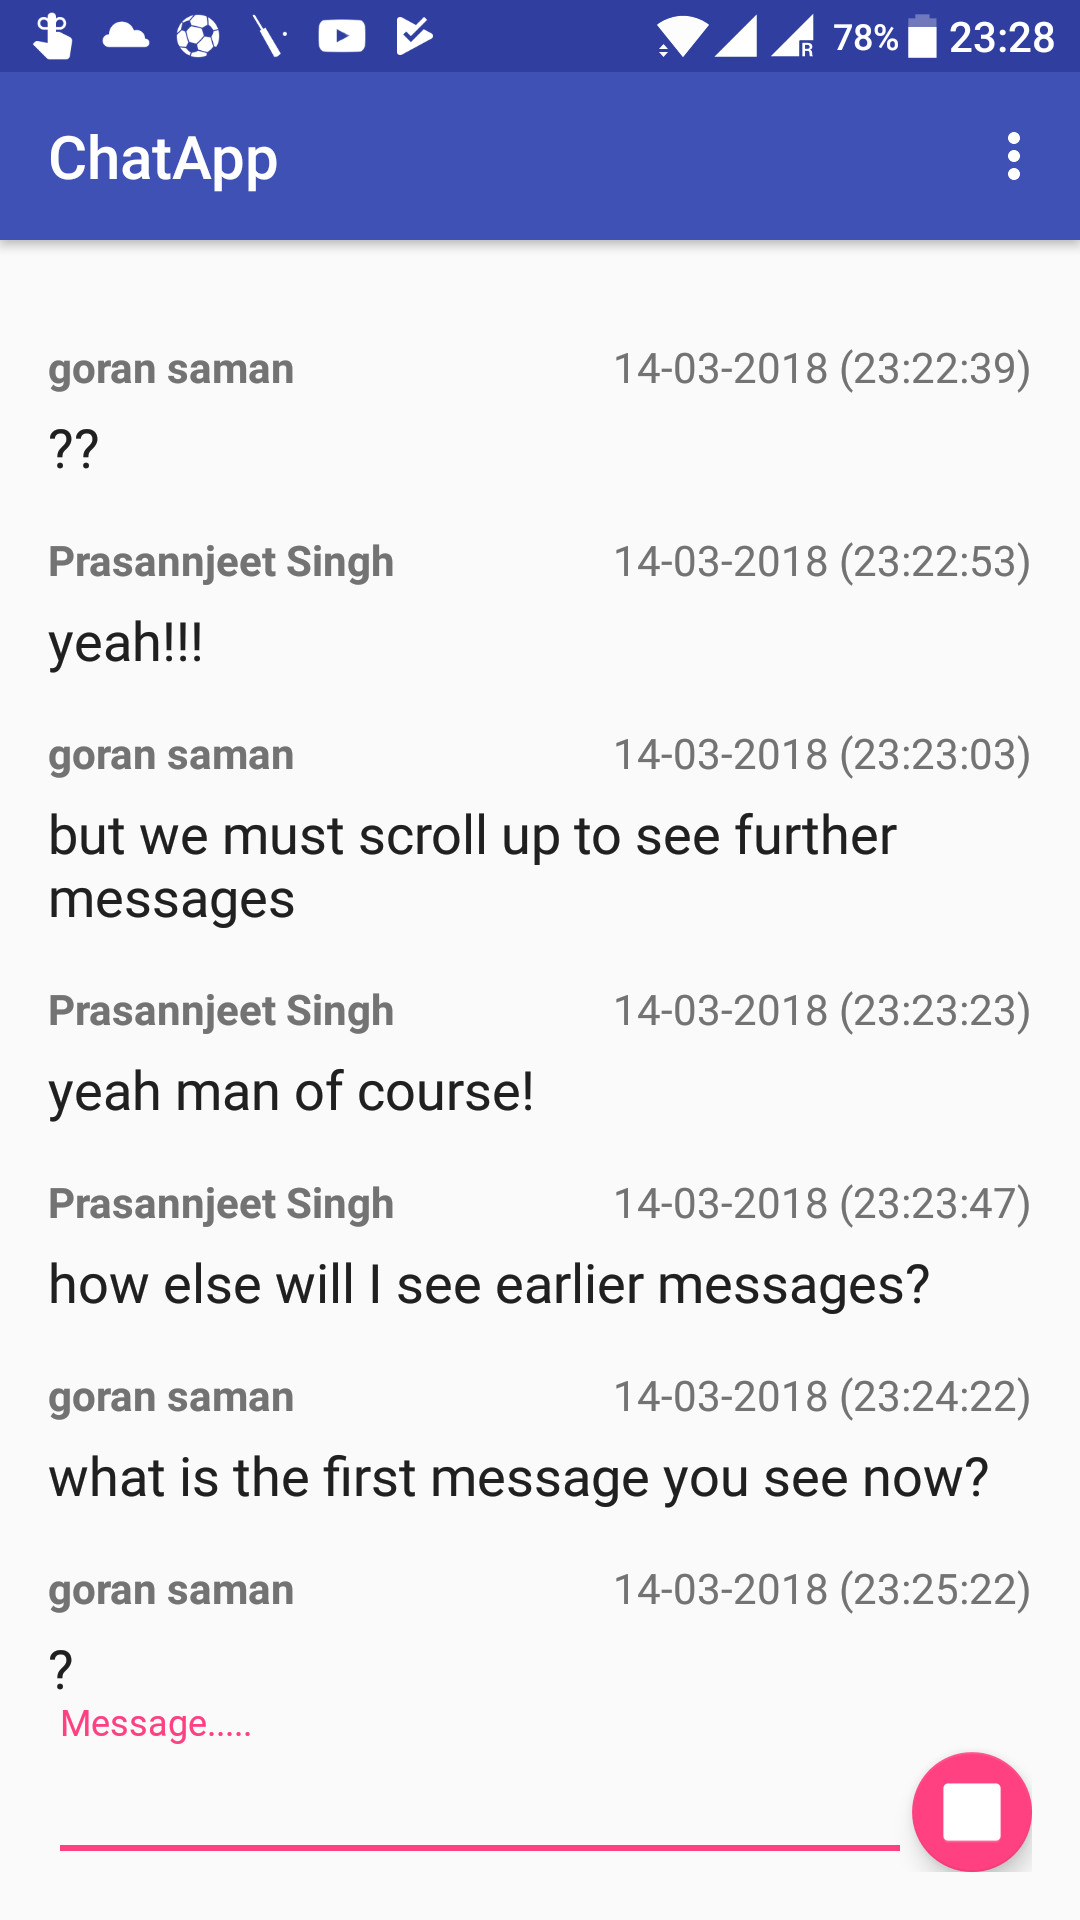 78% 23:28
ChatApp
goran saman 14-03-2018 (23:22:39)
??
Prasannjeet Singh 14-03-2018 (23:22:53)
yeah!!!
goran saman 14-03-2018 (23:23:03)
but we must scroll up to see further
messages
Prasannjeet Singh 14-03-2018 (23:23:23)
yeah man of course!
Prasannjeet Singh 14-03-2018 (23:23:47)
how else will I see earlier messages?
goran saman 14-03-2018 (23:24:22)
what is the first message you see now?
goran saman 14-03-2018 (23:25:22)
?
Message.....